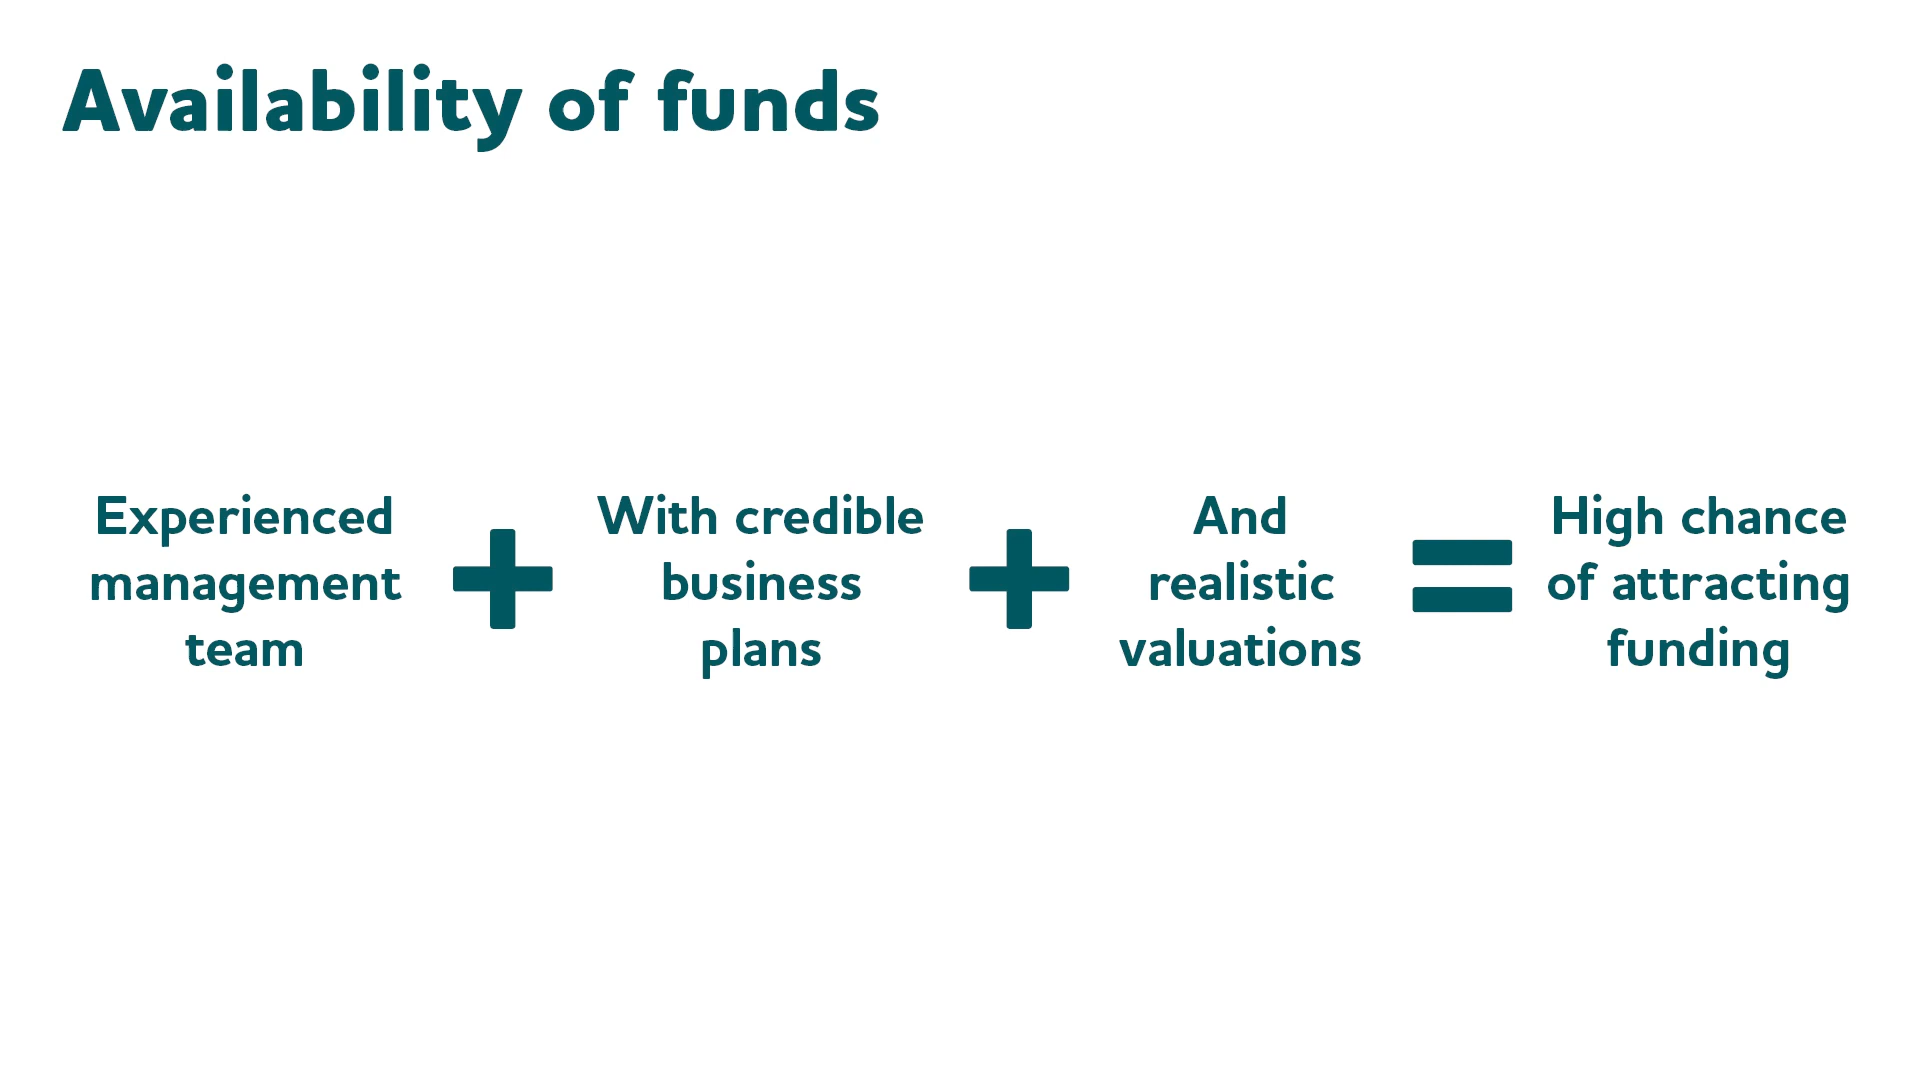 Availability of funds
Experienced
management
team
+
With credible
business
plans
+
And
realistic
valuations
=
High chance
of attracting
funding